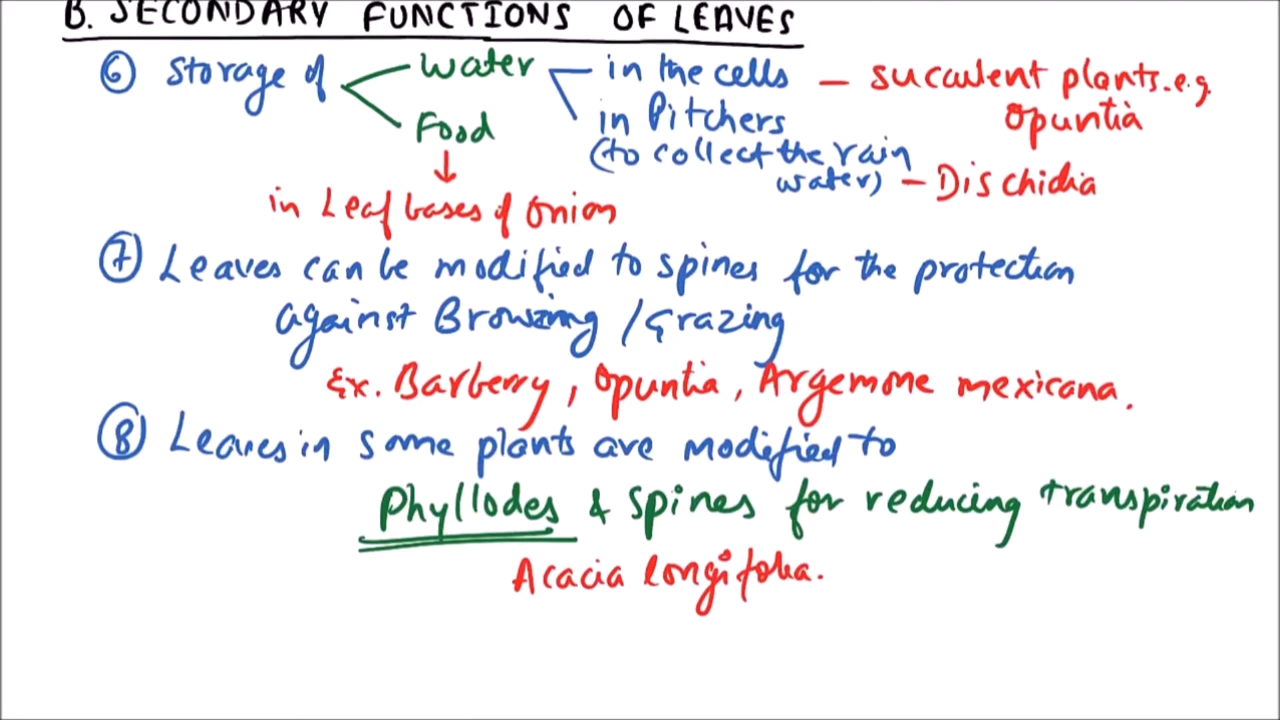 B. SECONDARY FUNCTIONS OF LEAVES
⑥ Storage of
Water
Food
in the cells – succulent plants. e.g. Opuntia
in Pitchers
(to collect the rain water) – Dischidia
in Leaf bases of Onion
⑦ Leaves can be modified to spines for the protection
against Browsing / Grazing
Ex. Barberry, Opuntia, Argemone mexicana.
⑧ Leaves in some plants are modified to
Phyllodes & spines for reducing transpiration
Acacia longifolia.